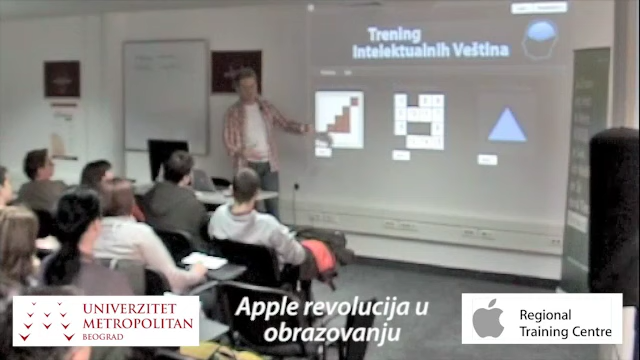 Trening
Intelektualnih Veština
UNIVERZITET
METROPOLITAN
BEOGRAD
Apple revolucija u
obrazovanju
Regional
Training Centre